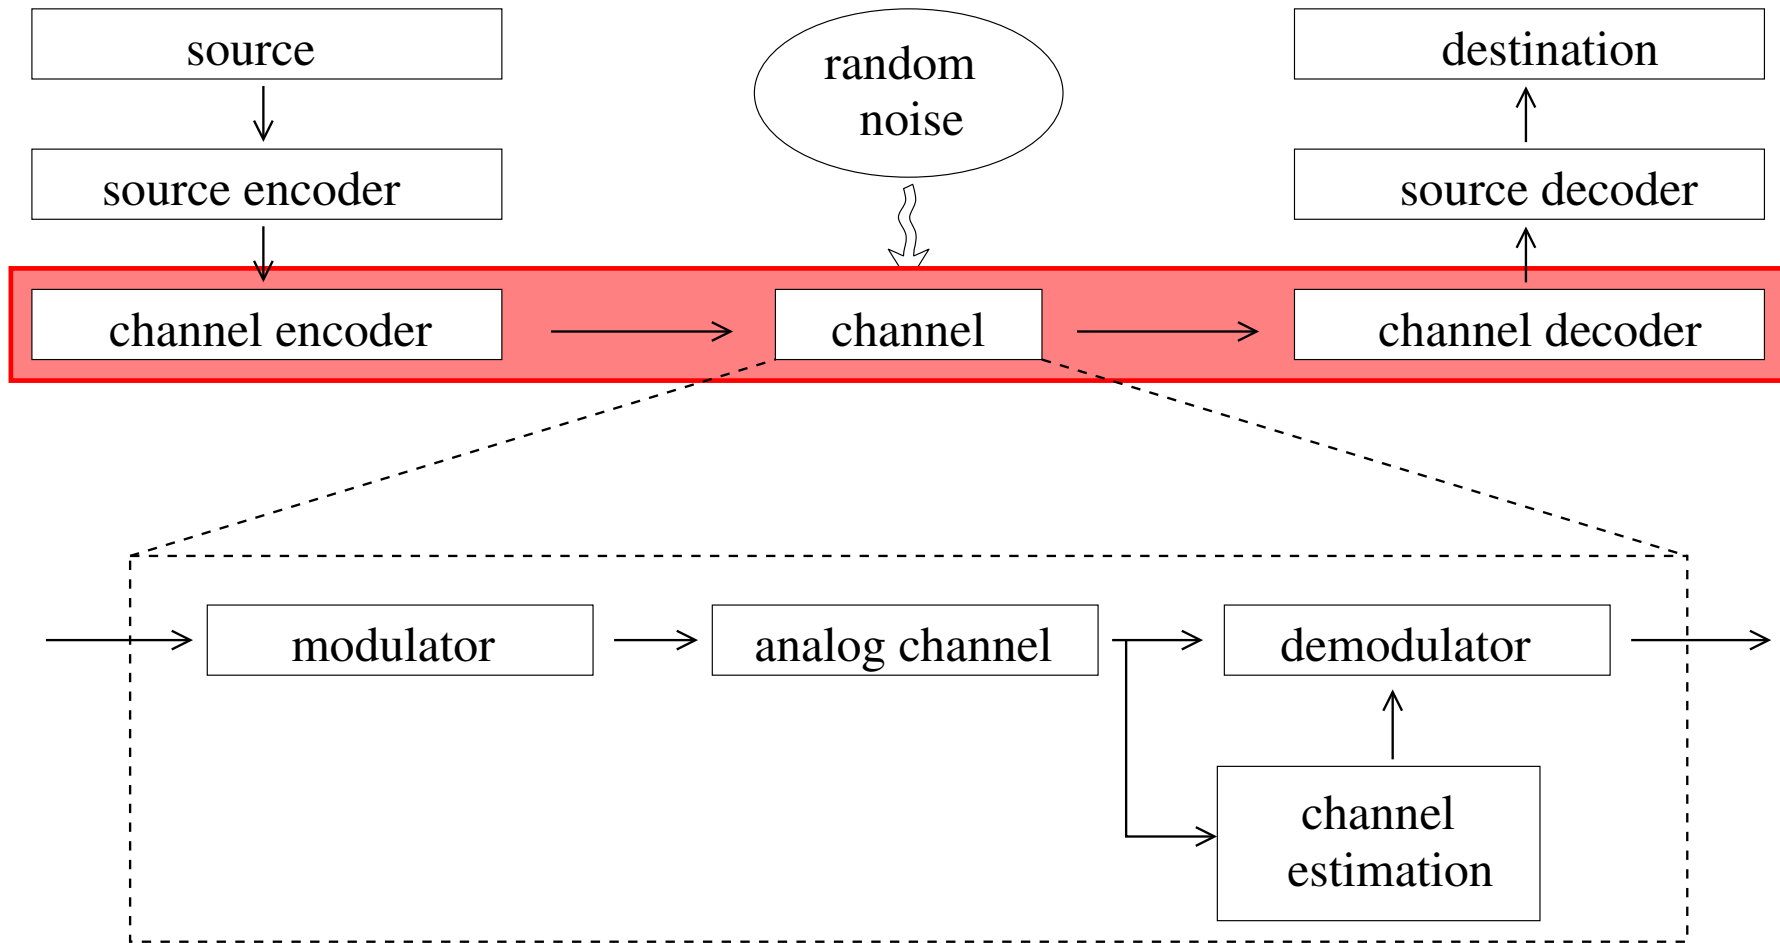 source
random
noise
destination
source encoder
source decoder
channel encoder
channel
channel decoder
modulator
analog channel
demodulator
channel
estimation